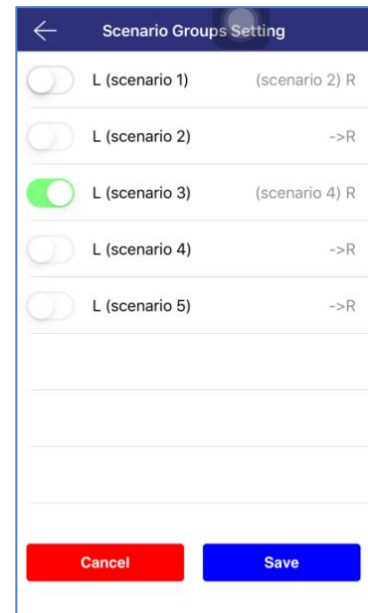 Scenario Groups Setting
L (scenario 1) (scenario 2) R
L (scenario 2) ->R
L (scenario 3) (scenario 4) R
L (scenario 4) ->R
L (scenario 5) ->R
Cancel Save